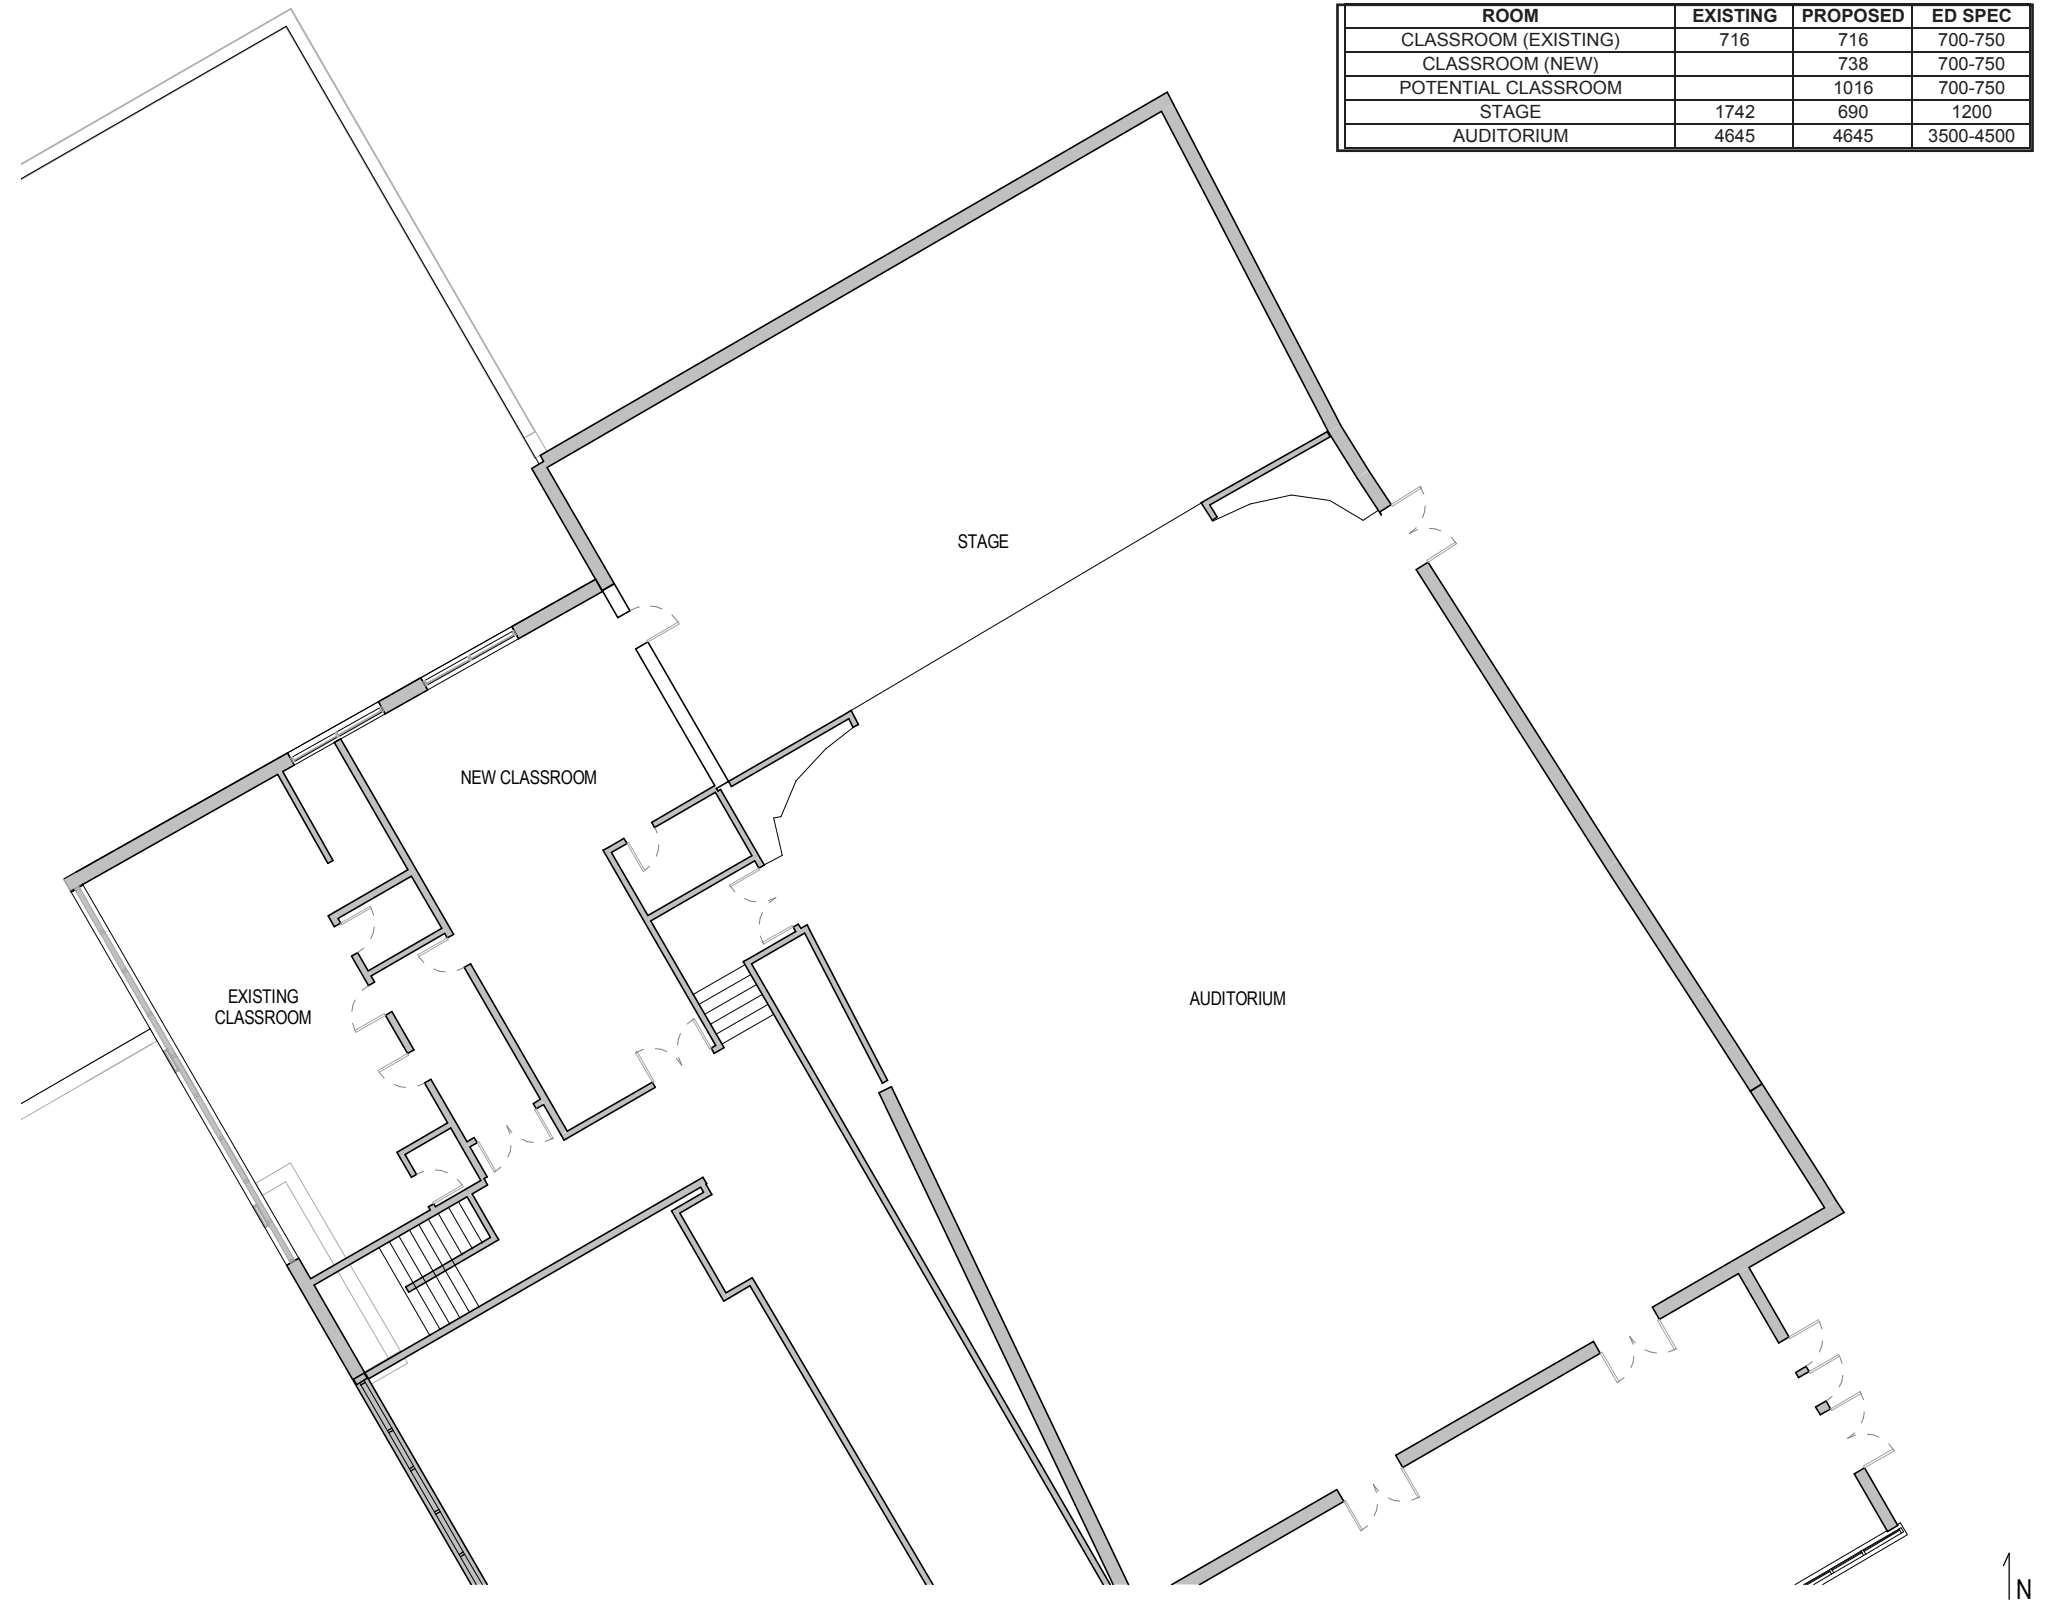 ROOM EXISTING PROPOSED ED SPEC
CLASSROOM (EXISTING) 716 716 700-750
CLASSROOM (NEW) 738 700-750
POTENTIAL CLASSROOM 1016 700-750
STAGE 1742 690 1200
AUDITORIUM 4645 4645 3500-4500
STAGE
NEW CLASSROOM
EXISTING
CLASSROOM
AUDITORIUM
N